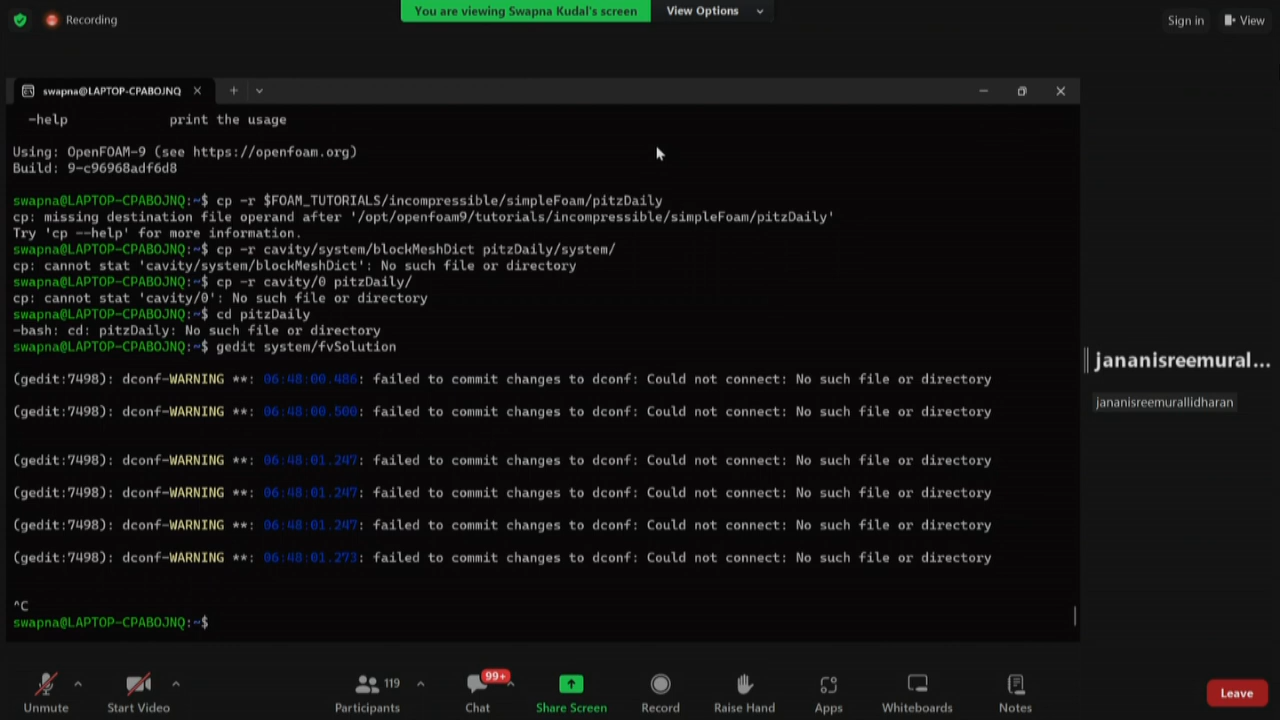 Recording
You are viewing Swapna Kudal's screen
View Options
Sign in
View
swapna@LAPTOP-CPABOJNQ
-help print the usage
Using: OpenFOAM-9 (see https://openfoam.org)
Build: 9-c96968adf6d8
swapna@LAPTOP-CPABOJNQ:~$ cp -r $FOAM_TUTORIALS/incompressible/simpleFoam/pitzDaily
cp: missing destination file operand after '/opt/openfoam9/tutorials/incompressible/simpleFoam/pitzDaily'
Try 'cp --help' for more information.
swapna@LAPTOP-CPABOJNQ:~$ cp -r cavity/system/blockMeshDict pitzDaily/system/
cp: cannot stat 'cavity/system/blockMeshDict': No such file or directory
swapna@LAPTOP-CPABOJNQ:~$ cp -r cavity/0 pitzDaily/
cp: cannot stat 'cavity/0': No such file or directory
swapna@LAPTOP-CPABOJNQ:~$ cd pitzDaily
-bash: cd: pitzDaily: No such file or directory
swapna@LAPTOP-CPABOJNQ:~$ gedit system/fvSolution
(gedit:7498): dconf-WARNING **: 06:48:00.486: failed to commit changes to dconf: Could not connect: No such file or directory
(gedit:7498): dconf-WARNING **: 06:48:00.500: failed to commit changes to dconf: Could not connect: No such file or directory
(gedit:7498): dconf-WARNING **: 06:48:01.247: failed to commit changes to dconf: Could not connect: No such file or directory
(gedit:7498): dconf-WARNING **: 06:48:01.247: failed to commit changes to dconf: Could not connect: No such file or directory
(gedit:7498): dconf-WARNING **: 06:48:01.247: failed to commit changes to dconf: Could not connect: No such file or directory
(gedit:7498): dconf-WARNING **: 06:48:01.273: failed to commit changes to dconf: Could not connect: No such file or directory
^C
swapna@LAPTOP-CPABOJNQ:~$
jananisreemural...
jananisreemurallidharan
Unmute
Start Video
119
Participants
99+
Chat
Share Screen
Record
Raise Hand
Apps
Whiteboards
Notes
Leave